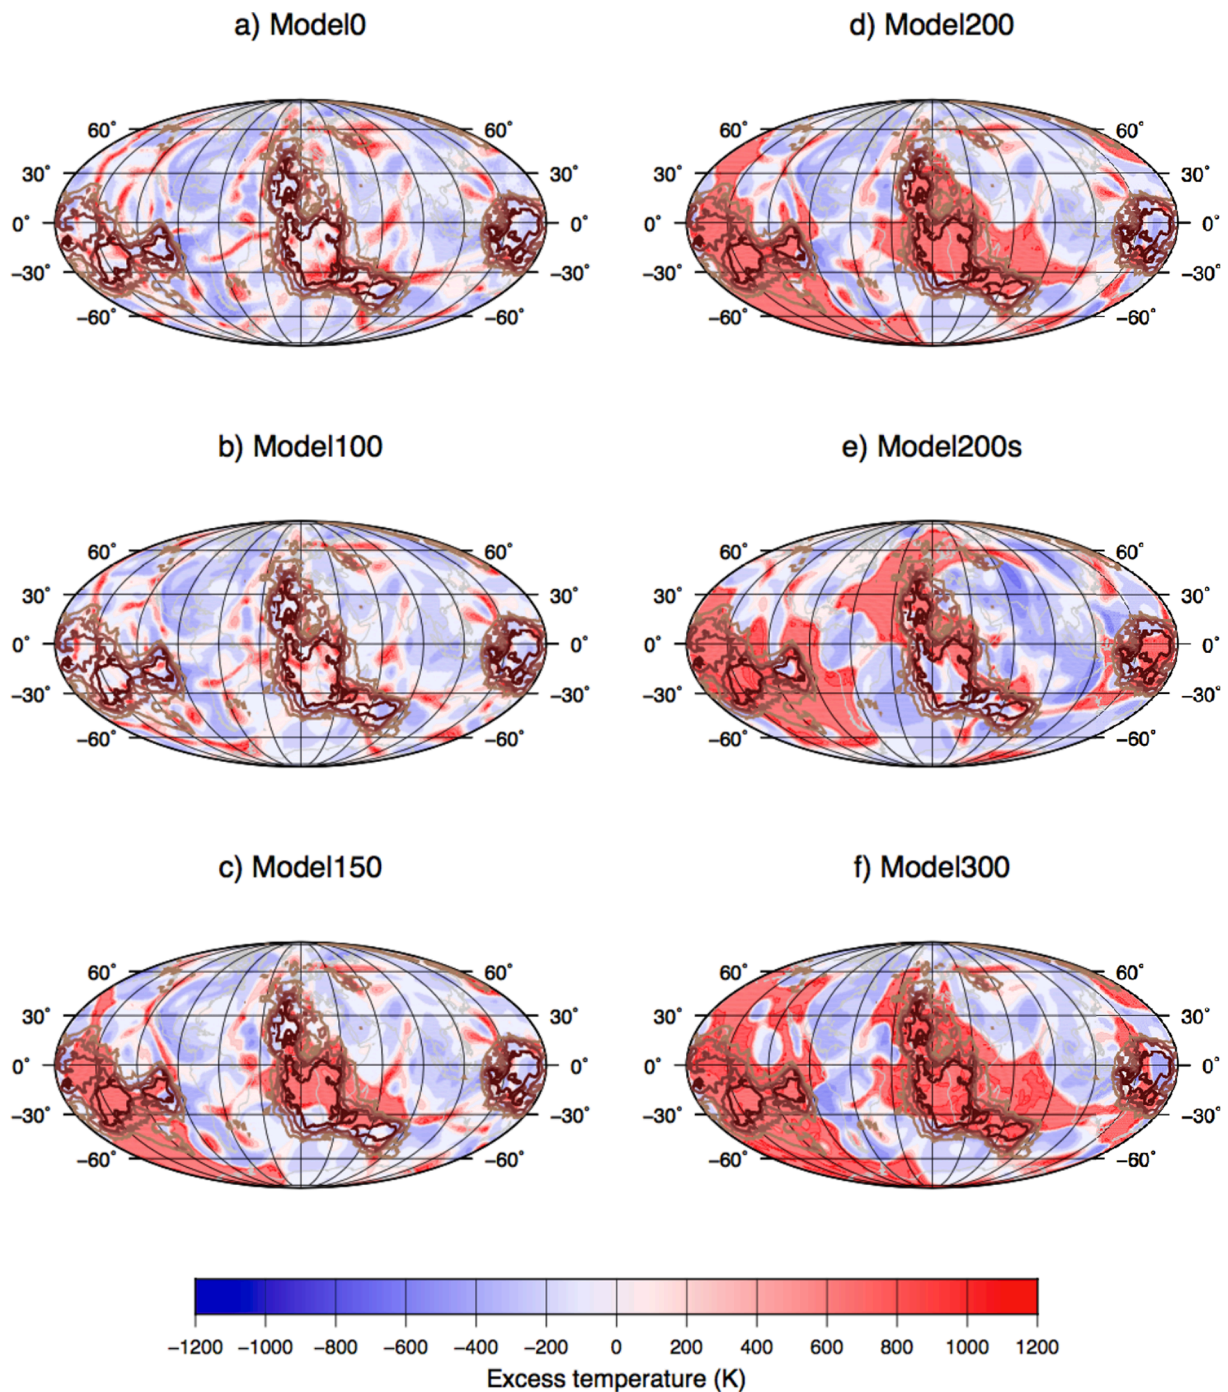 a) Model0
d) Model200
60° 60° 60° 60°
30° 30° 30° 30°
0° 0° 0° 0°
−30° −30° −30° −30°
−60° −60° −60° −60°
b) Model100
e) Model200s
60° 60° 60° 60°
30° 30° 30° 30°
0° 0° 0° 0°
−30° −30° −30° −30°
−60° −60° −60° −60°
c) Model150
f) Model300
60° 60° 60° 60°
30° 30° 30° 30°
0° 0° 0° 0°
−30° −30° −30° −30°
−60° −60° −60° −60°
−1200 −1000 −800 −600 −400 −200 0 200 400 600 800 1000 1200
Excess temperature (K)